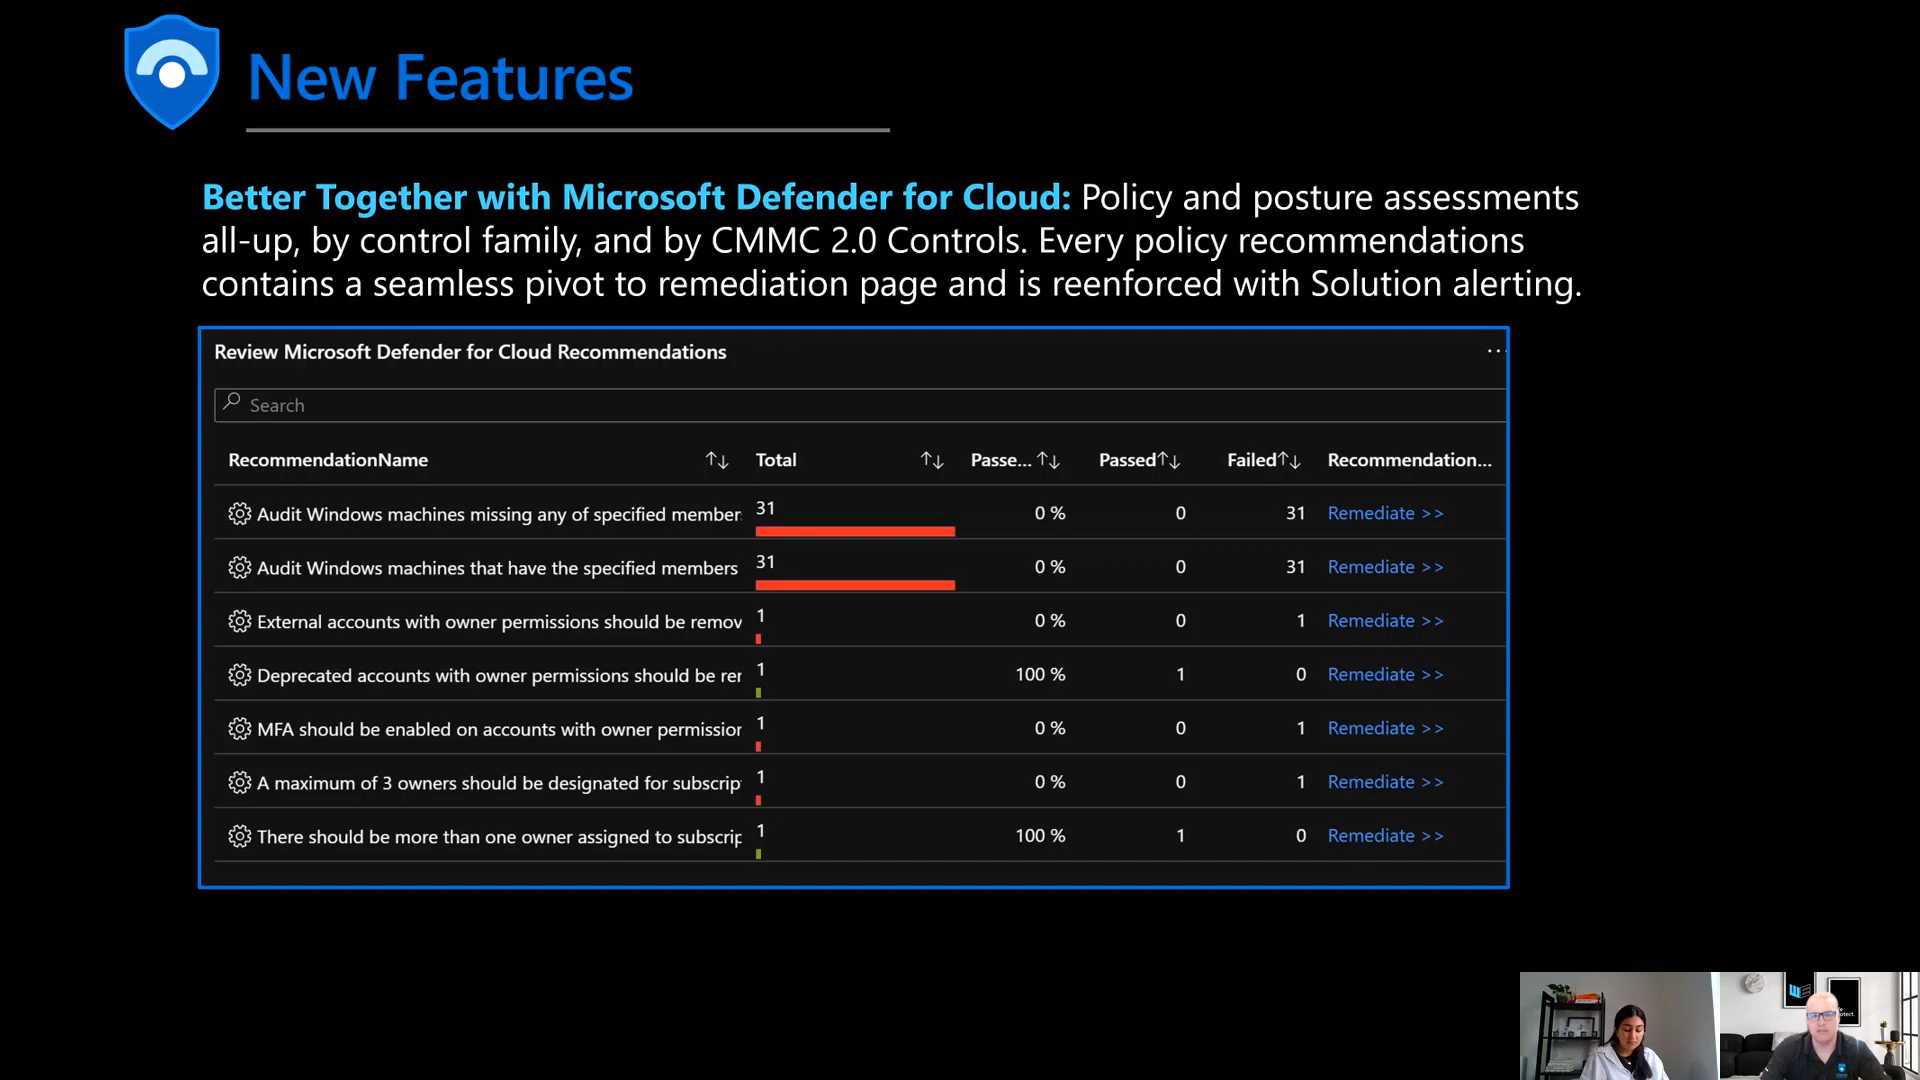 New Features
Better Together with Microsoft Defender for Cloud: Policy and posture assessments
all-up, by control family, and by CMMC 2.0 Controls. Every policy recommendations
contains a seamless pivot to remediation page and is reenforced with Solution alerting.
Review Microsoft Defender for Cloud Recommendations ...
Search
RecommendationName Total Passe... Passed Failed Recommendation...
Audit Windows machines missing any of specified member 31 0 % 0 31 Remediate >>
Audit Windows machines that have the specified members 31 0 % 0 31 Remediate >>
External accounts with owner permissions should be remov 1 0 % 0 1 Remediate >>
Deprecated accounts with owner permissions should be rer 1 100 % 1 0 Remediate >>
MFA should be enabled on accounts with owner permission 1 0 % 0 1 Remediate >>
A maximum of 3 owners should be designated for subscrip 1 0 % 0 1 Remediate >>
There should be more than one owner assigned to subscrip 1 100 % 1 0 Remediate >>